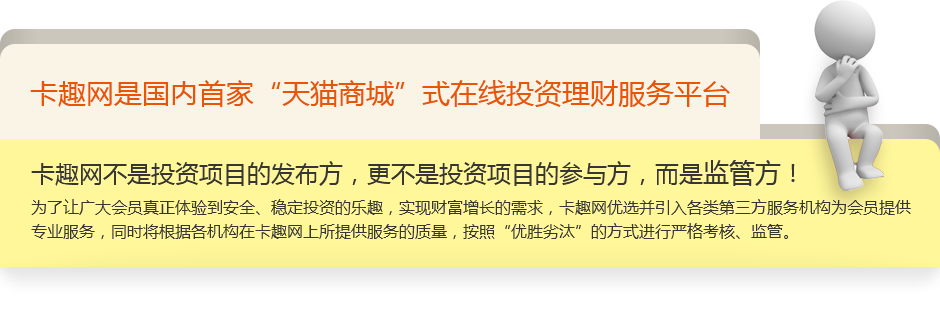 卡趣网是国内首家“天猫商城”式在线投资理财服务平台
卡趣网不是投资项目的发布方，更不是投资项目的参与方，而是监管方！
为了让广大会员真正体验到安全、稳定投资的乐趣，实现财富增长的需求，卡趣网优选并引入各类第三方服务机构为会员提供
专业服务，同时将根据各机构在卡趣网上所提供服务的质量，按照“优胜劣汰”的方式进行严格考核、监管。